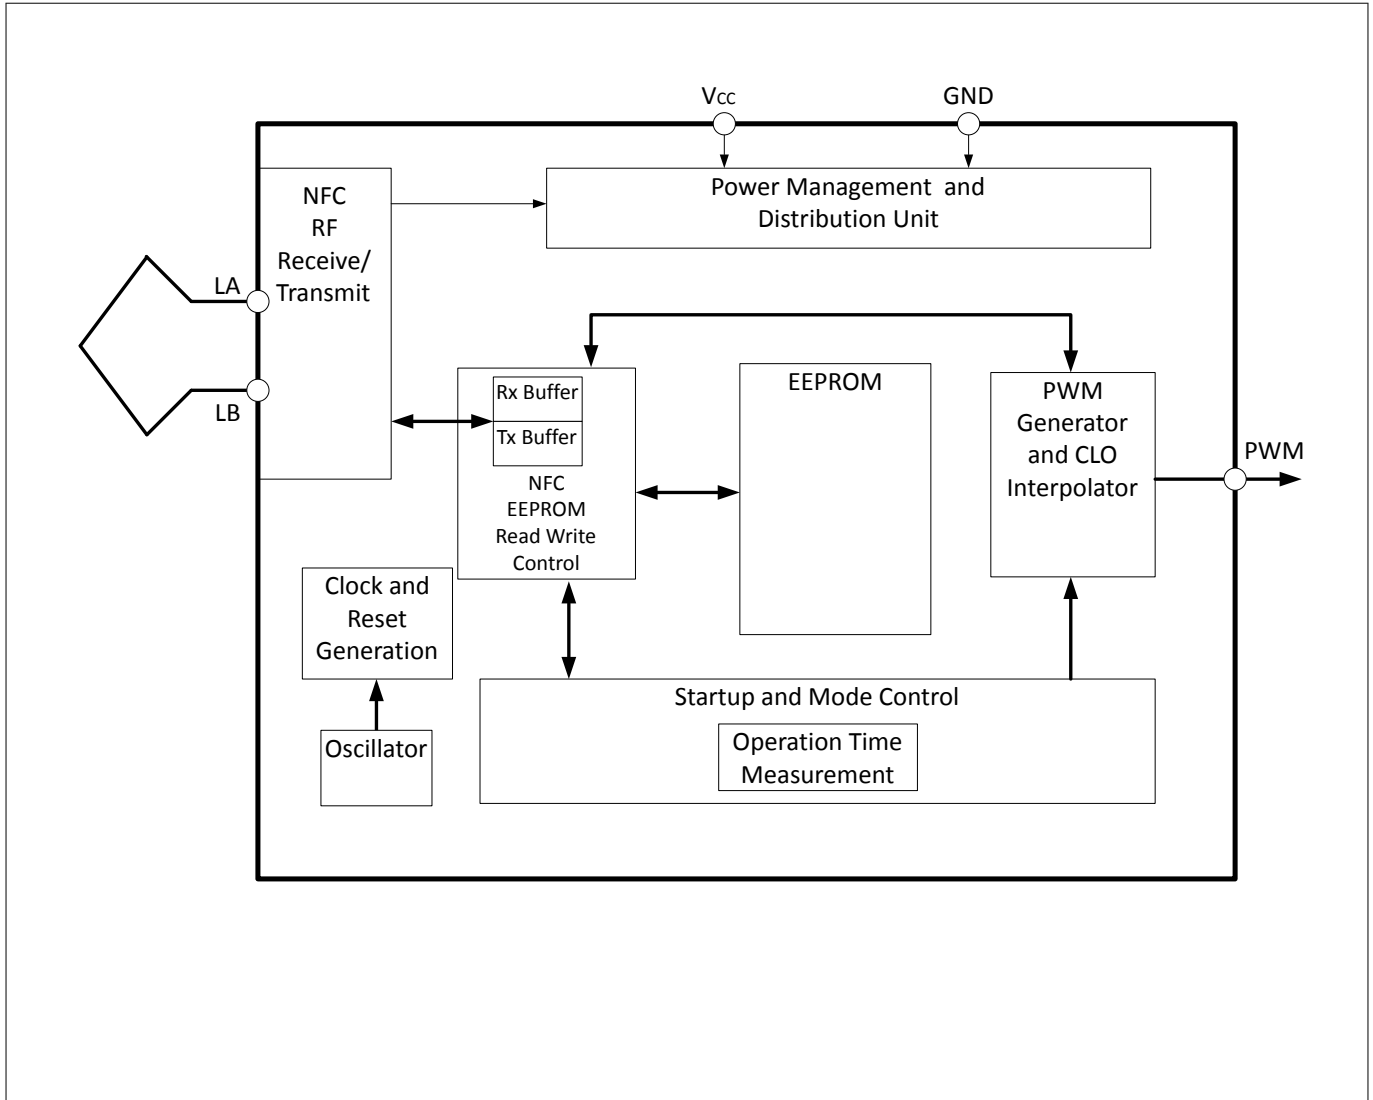 VCC
GND
NFC
RF
Receive/
Transmit
Power Management and
Distribution Unit
LA
LB
Rx Buffer
Tx Buffer
NFC
EEPROM
Read Write
Control
EEPROM
PWM
Generator
and CLO
Interpolator
PWM
Clock and
Reset
Generation
Oscillator
Startup and Mode Control
Operation Time
Measurement